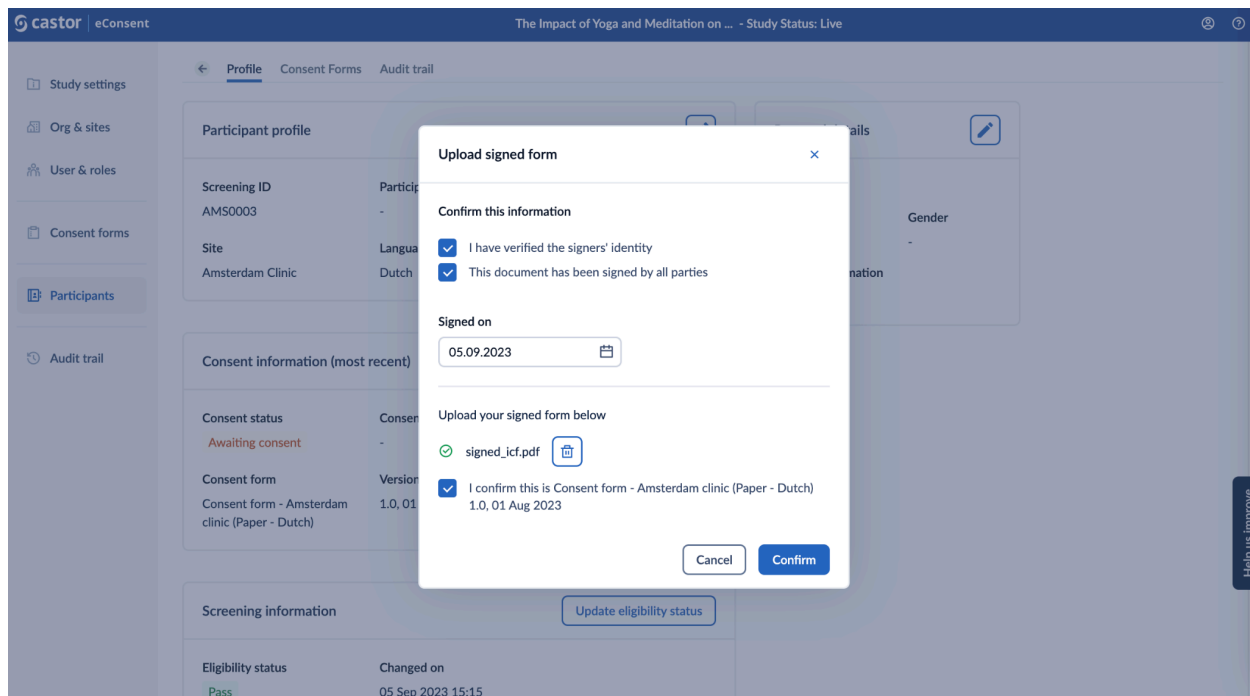 castor eConsent
The Impact of Yoga and Meditation on ... - Study Status: Live
Study settings
Org & sites
User & roles
Consent forms
Participants
Audit trail
Profile Consent Forms Audit trail
Participant profile
ails
Screening ID
AMS0003
-
Site
Amsterdam Clinic
Dutch
Gender
-
Consent information (most recent)
Consent status
Awaiting consent
-
Consent form
Version
Consent form - Amsterdam
clinic (Paper - Dutch)
1.0, 01
Screening information
Update eligibility status
Eligibility status
Changed on
Pass
05 Sep 2023 15:15
Upload signed form
Confirm this information
I have verified the signers' identity
This document has been signed by all parties
Signed on
05.09.2023
Upload your signed form below
signed_icf.pdf
I confirm this is Consent form - Amsterdam clinic (Paper - Dutch)
1.0, 01 Aug 2023
Cancel Confirm
Help us improve